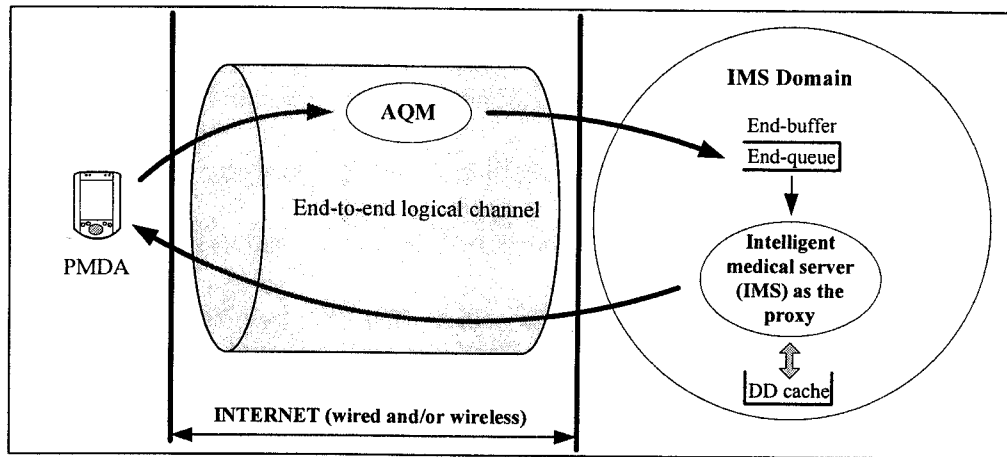 IMS Domain
AQM
End-buffer
End-queue
End-to-end logical channel
PMDA
Intelligent
medical server
(IMS) as the
proxy
DD cache
INTERNET (wired and/or wireless)